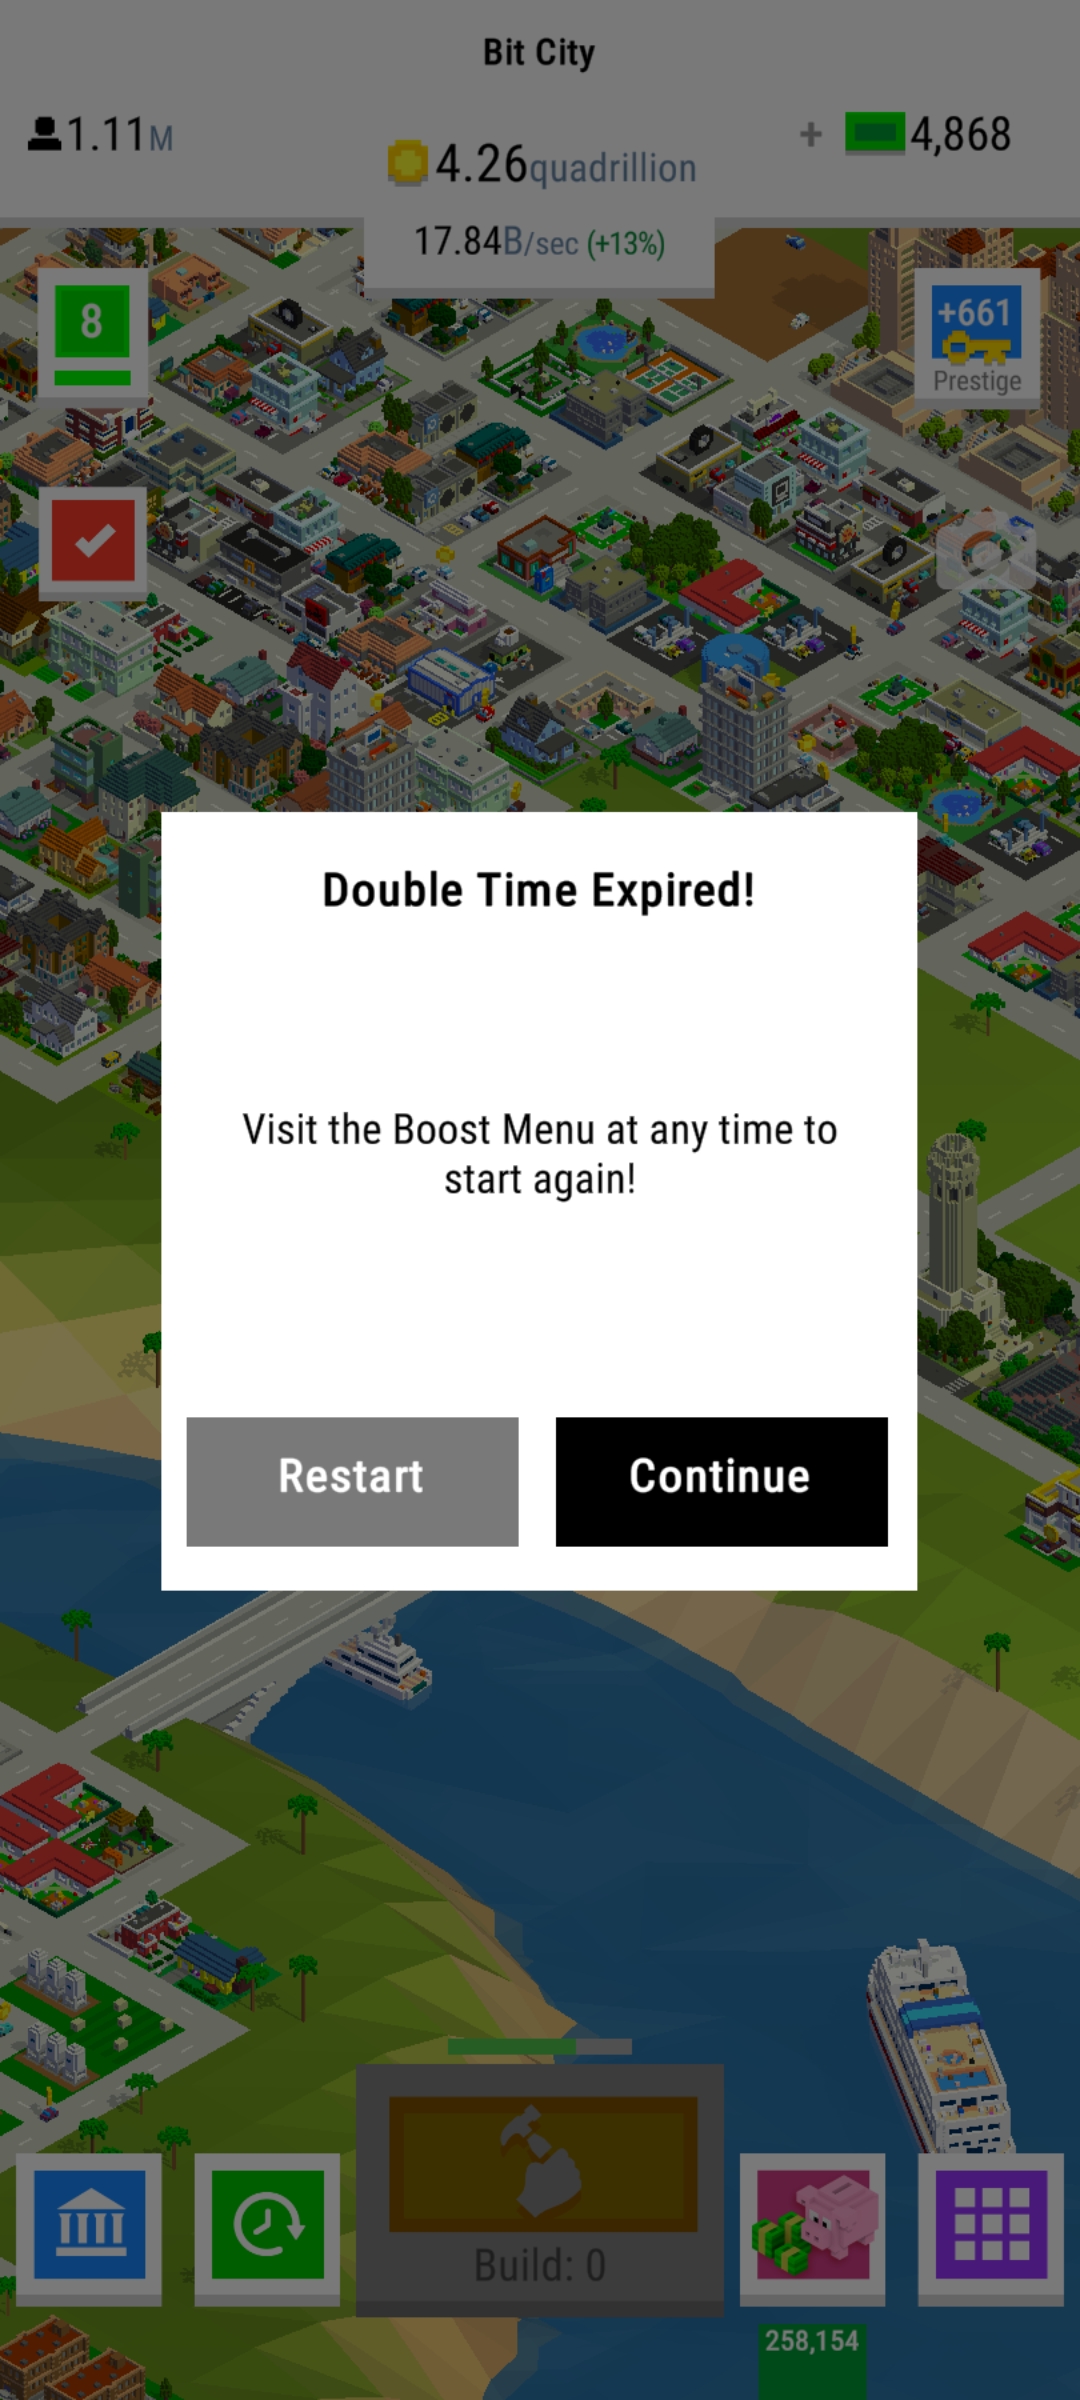 Bit City
1.11M
4.26quadrillion
+ 4,868
17.84B/sec (+13%)
8
+661
Prestige
Double Time Expired!
Visit the Boost Menu at any time to
start again!
Restart
Continue
Build: 0
258,154